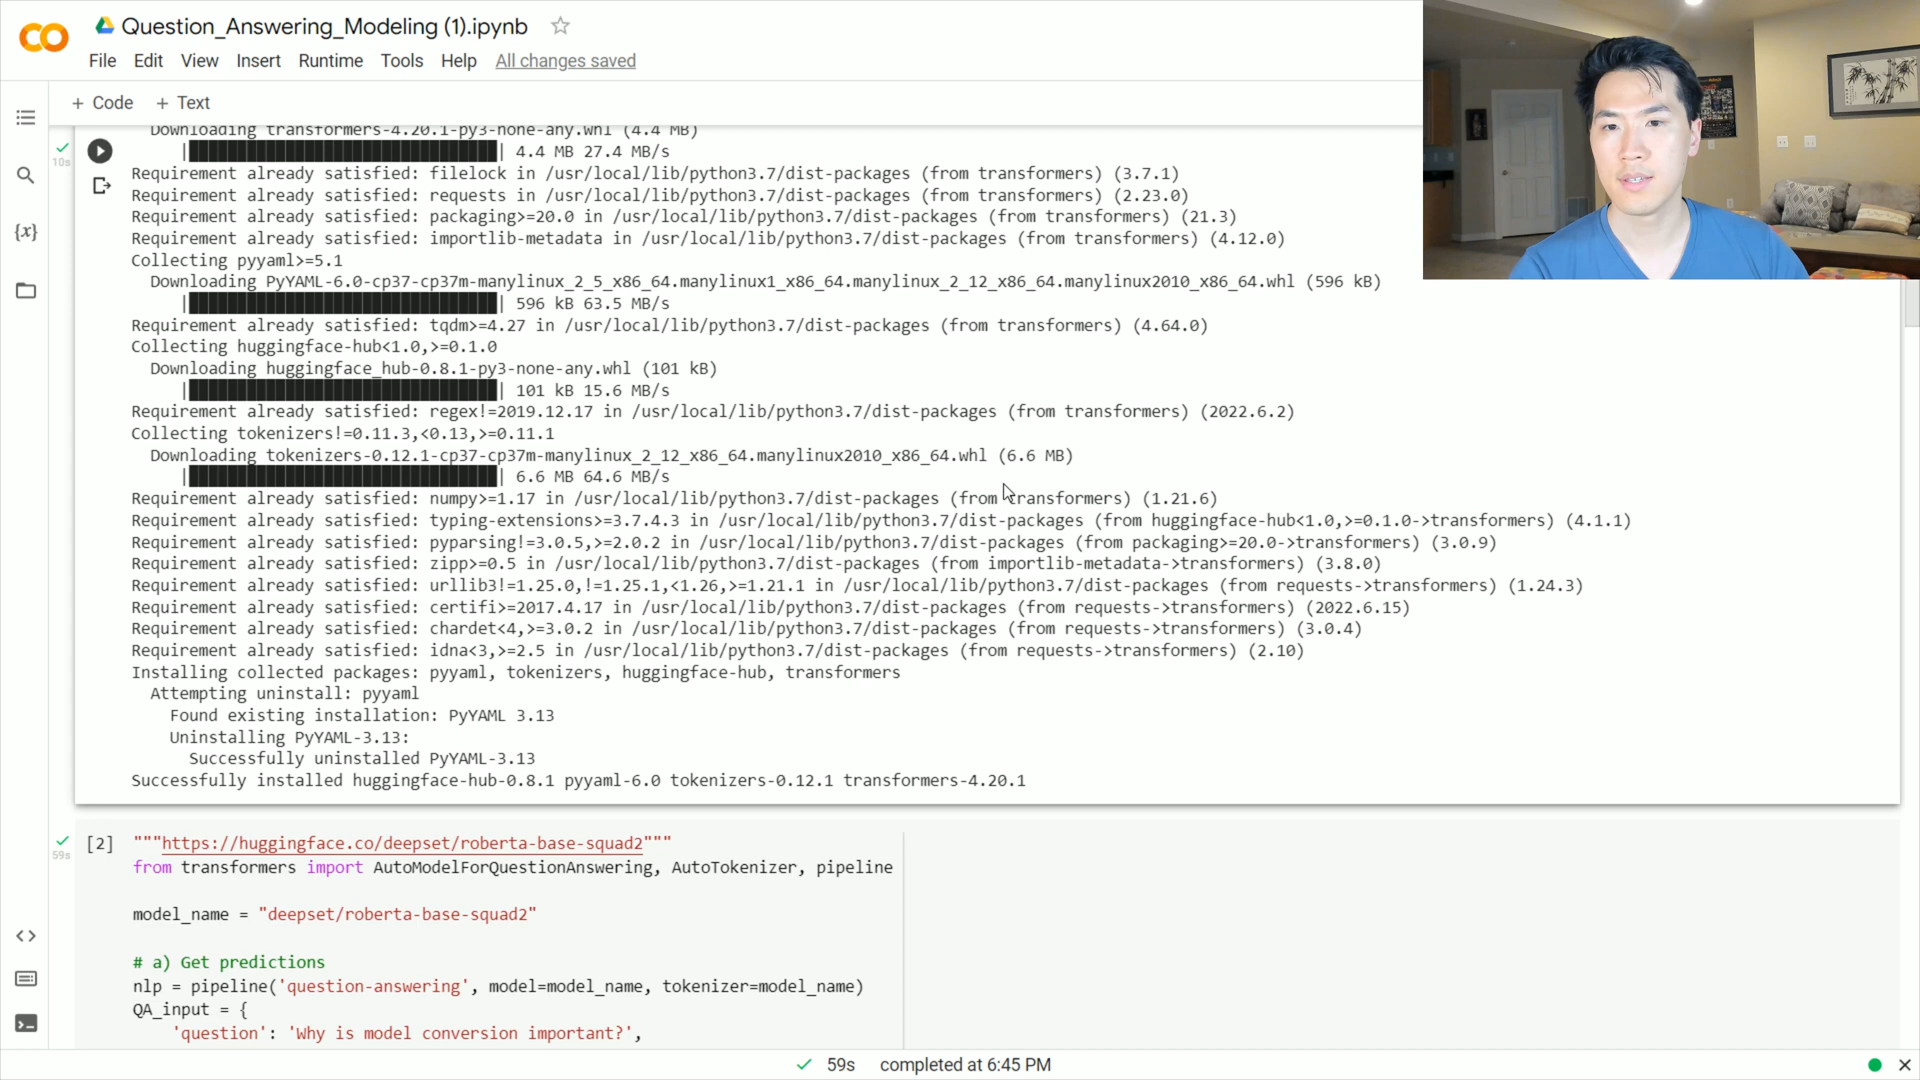 Question_Answering_Modeling (1).ipynb
File Edit View Insert Runtime Tools Help All changes saved
+ Code + Text
Downloading transformers-4.20.1-py3-none-any.whl (4.4 MB)
10s
| 4.4 MB 27.4 MB/s
Requirement already satisfied: filelock in /usr/local/lib/python3.7/dist-packages (from transformers) (3.7.1)
Requirement already satisfied: requests in /usr/local/lib/python3.7/dist-packages (from transformers) (2.23.0)
Requirement already satisfied: packaging>=20.0 in /usr/local/lib/python3.7/dist-packages (from transformers) (21.3)
{x}
Requirement already satisfied: importlib-metadata in /usr/local/lib/python3.7/dist-packages (from transformers) (4.12.0)
Collecting pyyaml>=5.1
Downloading PyYAML-6.0-cp37-cp37m-manylinux_2_5_x86_64.manylinux1_x86_64.manylinux_2_12_x86_64.manylinux2010_x86_64.whl (596 kB)
| 596 kB 63.5 MB/s
Requirement already satisfied: tqdm>=4.27 in /usr/local/lib/python3.7/dist-packages (from transformers) (4.64.0)
Collecting huggingface-hub<1.0,>=0.1.0
Downloading huggingface_hub-0.8.1-py3-none-any.whl (101 kB)
| 101 kB 15.6 MB/s
Requirement already satisfied: regex!=2019.12.17 in /usr/local/lib/python3.7/dist-packages (from transformers) (2022.6.2)
Collecting tokenizers!=0.11.3,<0.13,>=0.11.1
Downloading tokenizers-0.12.1-cp37-cp37m-manylinux_2_12_x86_64.manylinux2010_x86_64.whl (6.6 MB)
| 6.6 MB 64.6 MB/s
Requirement already satisfied: numpy>=1.17 in /usr/local/lib/python3.7/dist-packages (from transformers) (1.21.6)
Requirement already satisfied: typing-extensions>=3.7.4.3 in /usr/local/lib/python3.7/dist-packages (from huggingface-hub<1.0,>=0.1.0->transformers) (4.1.1)
Requirement already satisfied: pyparsing!=3.0.5,>=2.0.2 in /usr/local/lib/python3.7/dist-packages (from packaging>=20.0->transformers) (3.0.9)
Requirement already satisfied: zipp>=0.5 in /usr/local/lib/python3.7/dist-packages (from importlib-metadata->transformers) (3.8.0)
Requirement already satisfied: urllib3!=1.25.0,!=1.25.1,<1.26,>=1.21.1 in /usr/local/lib/python3.7/dist-packages (from requests->transformers) (1.24.3)
Requirement already satisfied: certifi>=2017.4.17 in /usr/local/lib/python3.7/dist-packages (from requests->transformers) (2022.6.15)
Requirement already satisfied: chardet<4,>=3.0.2 in /usr/local/lib/python3.7/dist-packages (from requests->transformers) (3.0.4)
Requirement already satisfied: idna<3,>=2.5 in /usr/local/lib/python3.7/dist-packages (from requests->transformers) (2.10)
Installing collected packages: pyyaml, tokenizers, huggingface-hub, transformers
Attempting uninstall: pyyaml
Found existing installation: PyYAML 3.13
Uninstalling PyYAML-3.13:
Successfully uninstalled PyYAML-3.13
Successfully installed huggingface-hub-0.8.1 pyyaml-6.0 tokenizers-0.12.1 transformers-4.20.1
[2] """https://huggingface.co/deepset/roberta-base-squad2"""
59s
from transformers import AutoModelForQuestionAnswering, AutoTokenizer, pipeline
model_name = "deepset/roberta-base-squad2"
# a) Get predictions
nlp = pipeline('question-answering', model=model_name, tokenizer=model_name)
QA_input = {
'question': 'Why is model conversion important?',
59s completed at 6:45 PM